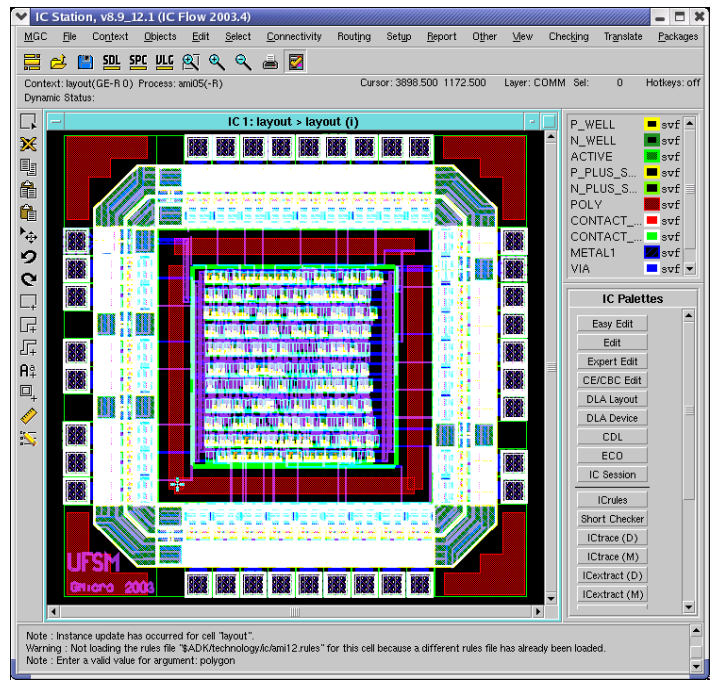 IC Station, v8.9_12.1 (IC Flow 2003.4)
MGC File Context Objects Edit Select Connectivity Routing Setup Report Other View Checking Translate Packages
SDL SPC VLG
Context: layout(GE-R 0) Process: ami05(-R) Cursor: 3898.500 1172.500 Layer: COMM Sel: 0 Hotkeys: off
Dynamic Status:
IC 1: layout > layout (i)
P_WELL svf
N_WELL svf
ACTIVE svf
P_PLUS_S... svf
N_PLUS_S... svf
POLY svf
CONTACT_... svf
CONTACT_... svf
METAL1 svf
VIA svf
IC Palettes
Easy Edit
Edit
Expert Edit
CE/CBC Edit
DLA Layout
DLA Device
CDL
ECO
IC Session
ICrules
Short Checker
ICtrace (D)
ICtrace (M)
ICextract (D)
ICextract (M)
UFSM
Gmicro 2003
Note : Instance update has occurred for cell "layout".
Warning : Not loading the rules file "$ADK/technology/ic/ami12.rules" for this cell because a different rules file has already been loaded.
Note : Enter a valid value for argument: polygon